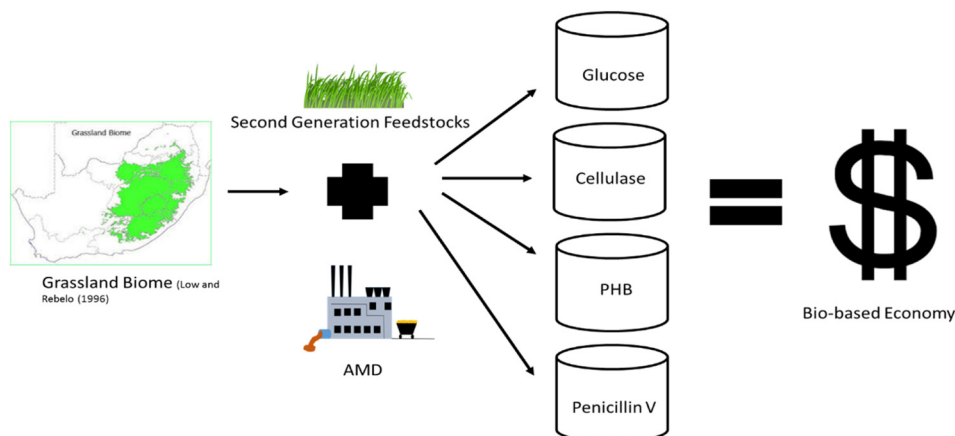 Grassland Biome
Grassland Biome (Low and
Rebelo (1996)
Second Generation Feedstocks
AMD
Glucose
Cellulase
PHB
Penicillin V
Bio-based Economy